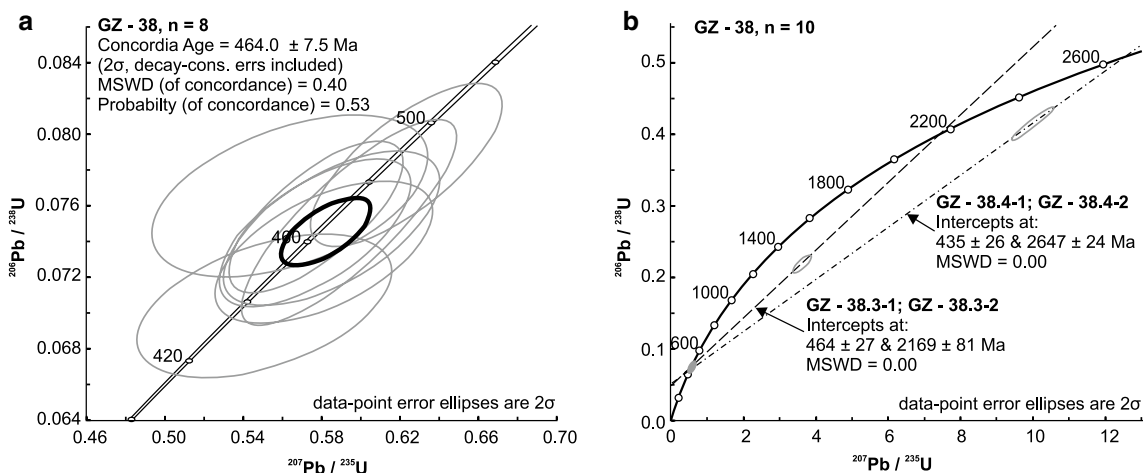 a
GZ - 38, n = 8
Concordia Age = 464.0 ± 7.5 Ma
(2σ, decay-cons. errs included)
MSWD (of concordance) = 0.40
Probabilty (of concordance) = 0.53
500
460
420
data-point error ellipses are 2σ
0.084
0.080
0.076
0.072
0.068
0.064
0.46
0.50
0.54
0.58
0.62
0.66
0.70
206Pb / 238U
207Pb / 235U
b
GZ - 38, n = 10
2600
2200
1800
1400
1000
600
GZ - 38.4-1; GZ - 38.4-2
Intercepts at:
435 ± 26 & 2647 ± 24 Ma
MSWD = 0.00
GZ - 38.3-1; GZ - 38.3-2
Intercepts at:
464 ± 27 & 2169 ± 81 Ma
MSWD = 0.00
data-point error ellipses are 2σ
0.5
0.4
0.3
0.2
0.1
0.0
0
2
4
6
8
10
12
206Pb / 238U
207Pb / 235U